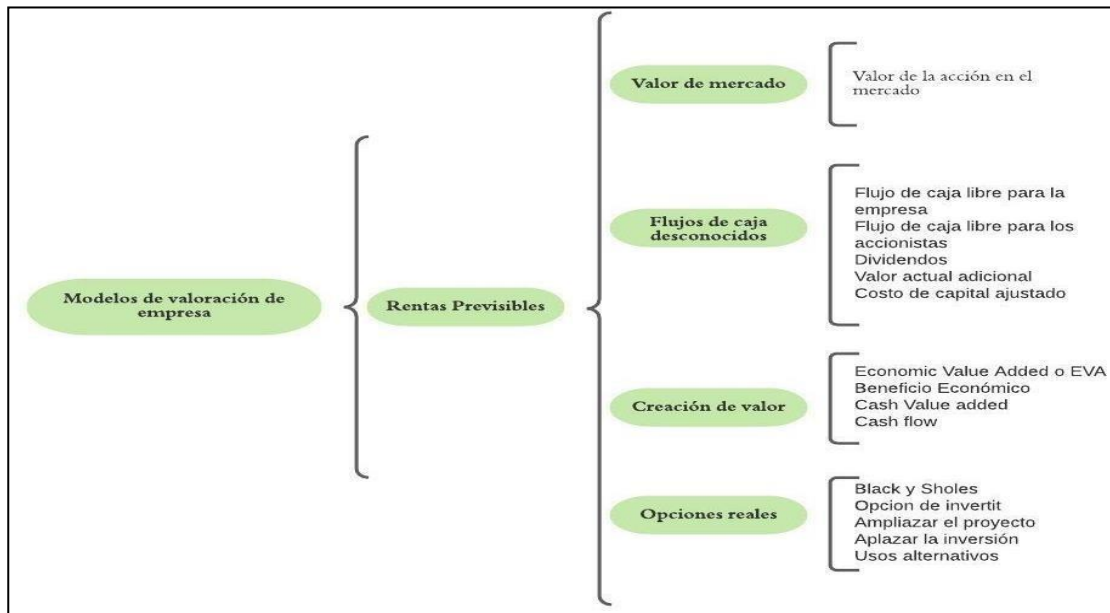 Modelos de valoración de
empresa
Rentas Previsibles
Valor de mercado
Valor de la acción en el
mercado
Flujos de caja
desconocidos
Flujo de caja libre para la
empresa
Flujo de caja libre para los
accionistas
Dividendos
Valor actual adicional
Costo de capital ajustado
Creación de valor
Economic Value Added o EVA
Beneficio Económico
Cash Value added
Cash flow
Opciones reales
Black y Sholes
Opcion de invertit
Ampliazar el proyecto
Aplazar la inversión
Usos alternativos